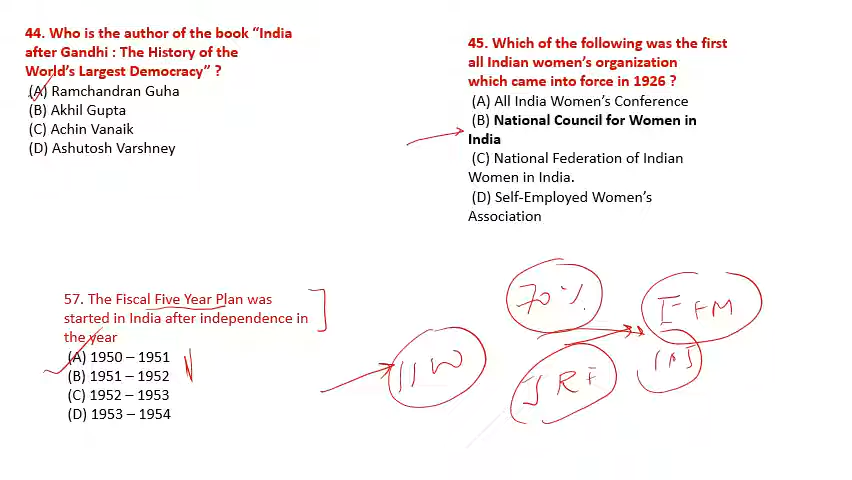 44. Who is the author of the book “India
after Gandhi : The History of the
World’s Largest Democracy” ?
(A) Ramchandran Guha
(B) Akhil Gupta
(C) Achin Vanaik
(D) Ashutosh Varshney
45. Which of the following was the first
all Indian women’s organization
which came into force in 1926 ?
(A) All India Women’s Conference
(B) National Council for Women in
India
(C) National Federation of Indian
Women in India.
(D) Self-Employed Women’s
Association
57. The Fiscal Five Year Plan was
started in India after independence in
the year
(A) 1950 – 1951
(B) 1951 – 1952
(C) 1952 – 1953
(D) 1953 – 1954
70%
JRF